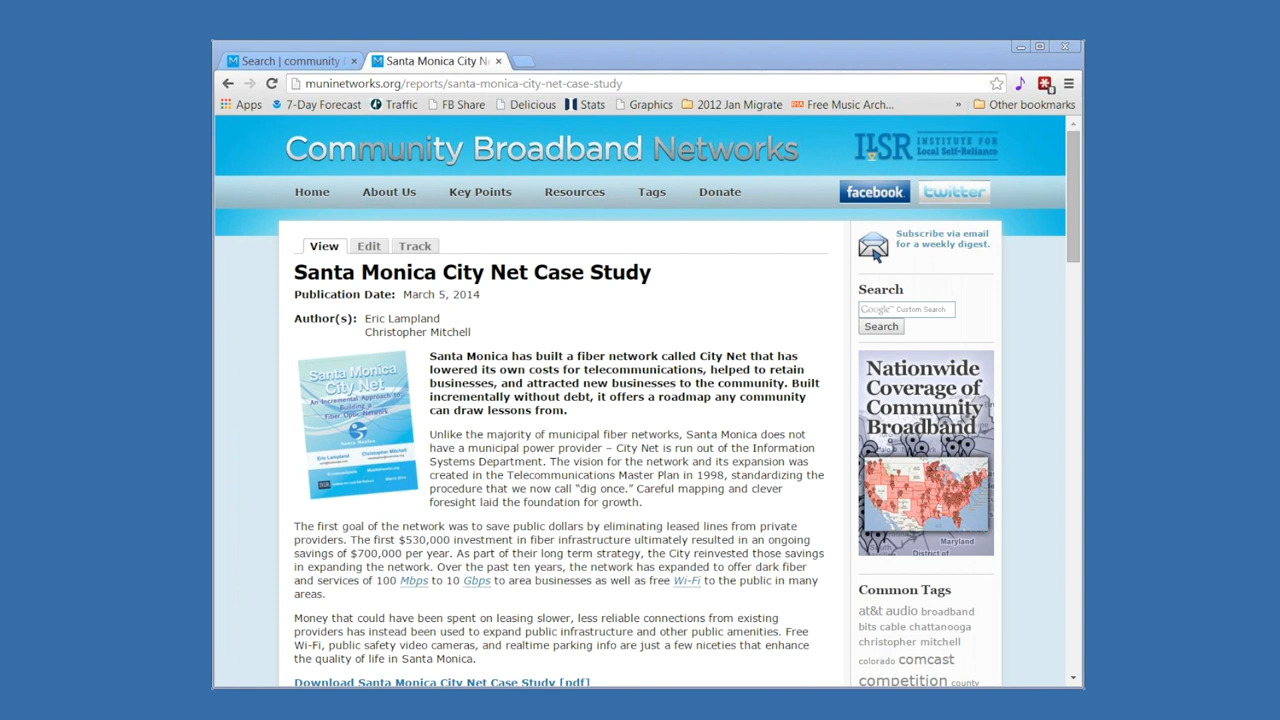 Search | community
Santa Monica City N
muninetworks.org/reports/santa-monica-city-net-case-study
Apps 7-Day Forecast Traffic FB Share Delicious Stats Graphics 2012 Jan Migrate Free Music Arch... » Other bookmarks
Community Broadband Networks
ILSR INSTITUTE FOR
Local Self-Reliance
Home About Us Key Points Resources Tags Donate
facebook twitter
View Edit Track
Santa Monica City Net Case Study
Publication Date: March 5, 2014
Author(s): Eric Lampland
Christopher Mitchell
Santa Monica City Net
An Incremental Approach to
Building a
Fiber Optic Network
Santa Monica
Eric Lampland Christopher Mitchell
Santa Monica has built a fiber network called City Net that has
lowered its own costs for telecommunications, helped to retain
businesses, and attracted new businesses to the community. Built
incrementally without debt, it offers a roadmap any community
can draw lessons from.
Unlike the majority of municipal fiber networks, Santa Monica does not
have a municipal power provider – City Net is run out of the Information
Systems Department. The vision for the network and its expansion was
created in the Telecommunications Master Plan in 1998, standardizing the
procedure that we now call “dig once.” Careful mapping and clever
foresight laid the foundation for growth.
The first goal of the network was to save public dollars by eliminating leased lines from private
providers. The first $530,000 investment in fiber infrastructure ultimately resulted in an ongoing
savings of $700,000 per year. As part of their long term strategy, the City reinvested those savings
in expanding the network. Over the past ten years, the network has expanded to offer dark fiber
and services of 100 Mbps to 10 Gbps to area businesses as well as free Wi-Fi to the public in many
areas.
Money that could have been spent on leasing slower, less reliable connections from existing
providers has instead been used to expand public infrastructure and other public amenities. Free
Wi-Fi, public safety video cameras, and realtime parking info are just a few niceties that enhance
the quality of life in Santa Monica.
Download Santa Monica City Net Case Study [pdf]
Subscribe via email
for a weekly digest.
Search
Google™ Custom Search
Search
Nationwide
Coverage of
Community
Broadband
Maryland
District of
Common Tags
at&t audio broadband
bits cable chattanooga
christopher mitchell
colorado comcast
competition county